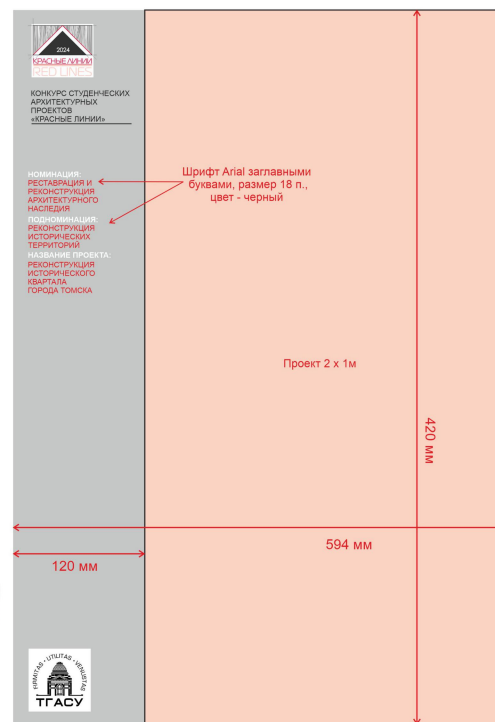 2024
КРАСНЫЕ ЛИНИИ
RED LINES
КОНКУРС СТУДЕНЧЕСКИХ
АРХИТЕКТУРНЫХ
ПРОЕКТОВ
«КРАСНЫЕ ЛИНИИ»
НОМИНАЦИЯ:
РЕСТАВРАЦИЯ И
РЕКОНСТРУКЦИЯ
АРХИТЕКТУРНОГО
НАСЛЕДИЯ
ПОДНОМИНАЦИЯ:
РЕКОНСТРУКЦИЯ
ИСТОРИЧЕСКИХ
ТЕРРИТОРИЙ
НАЗВАНИЕ ПРОЕКТА:
РЕКОНСТРУКЦИЯ
ИСТОРИЧЕСКОГО
КВАРТАЛА
ГОРОДА ТОМСКА
Шрифт Arial заглавными
буквами, размер 18 п.,
цвет - черный
Проект 2 х 1м
420 мм
594 мм
120 мм
FIRMITAS • UTILITAS • VENUSTAS
ТГАСУ